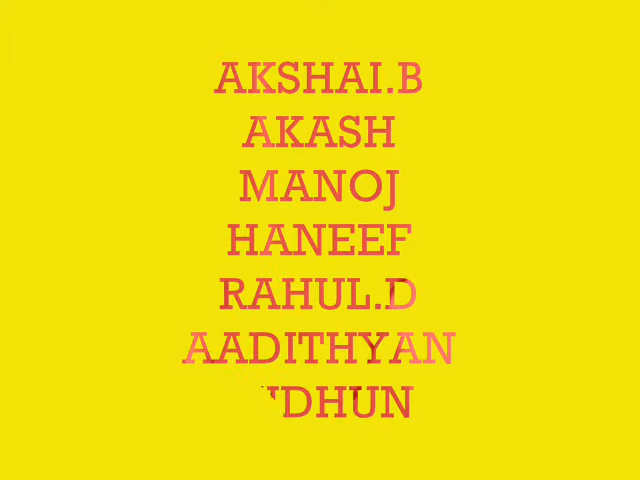 AKSHAI.B
AKASH
MANOJ
HANEEF
RAHUL.D
AADITHYAN